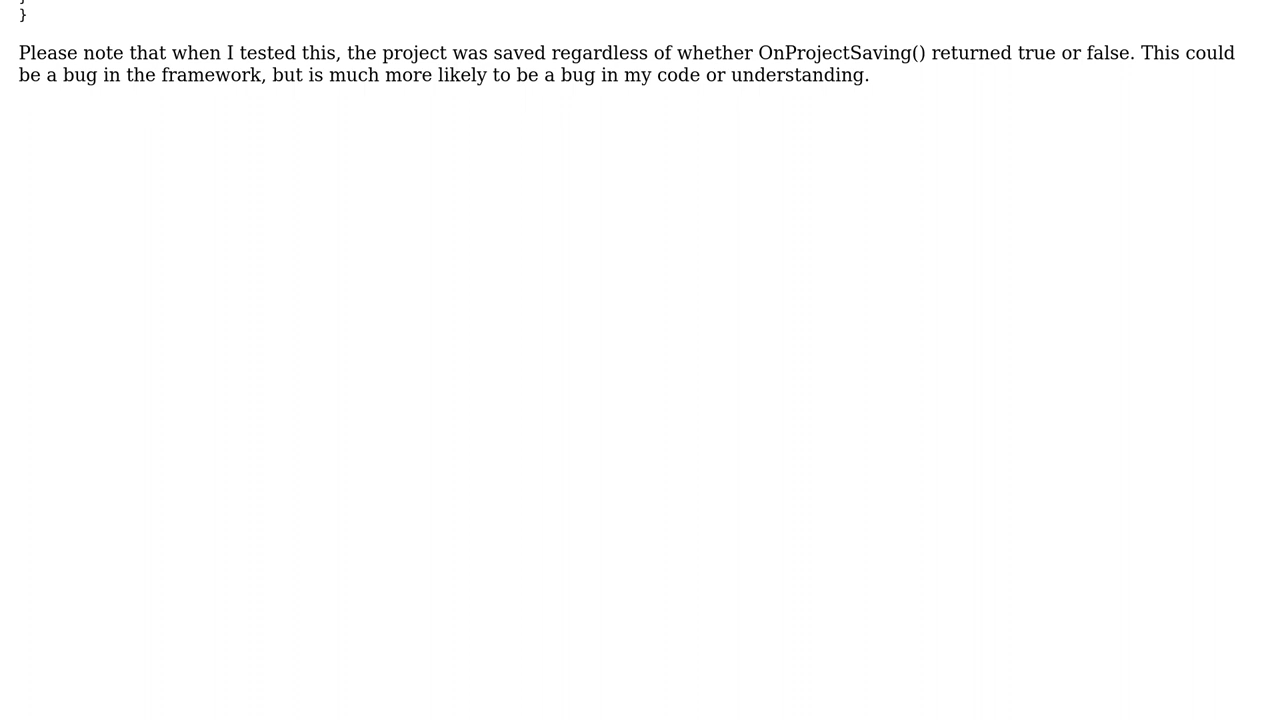 }
Please note that when I tested this, the project was saved regardless of whether OnProjectSaving() returned true or false. This could
be a bug in the framework, but is much more likely to be a bug in my code or understanding.